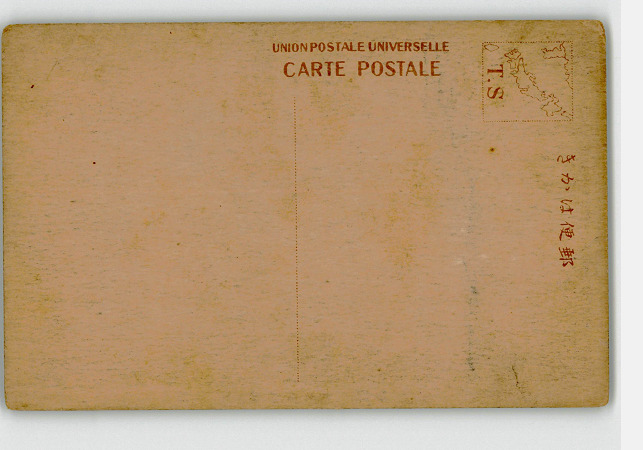 UNION POSTALE UNIVERSELLE
CARTE POSTALE
T.S
郵便はかき